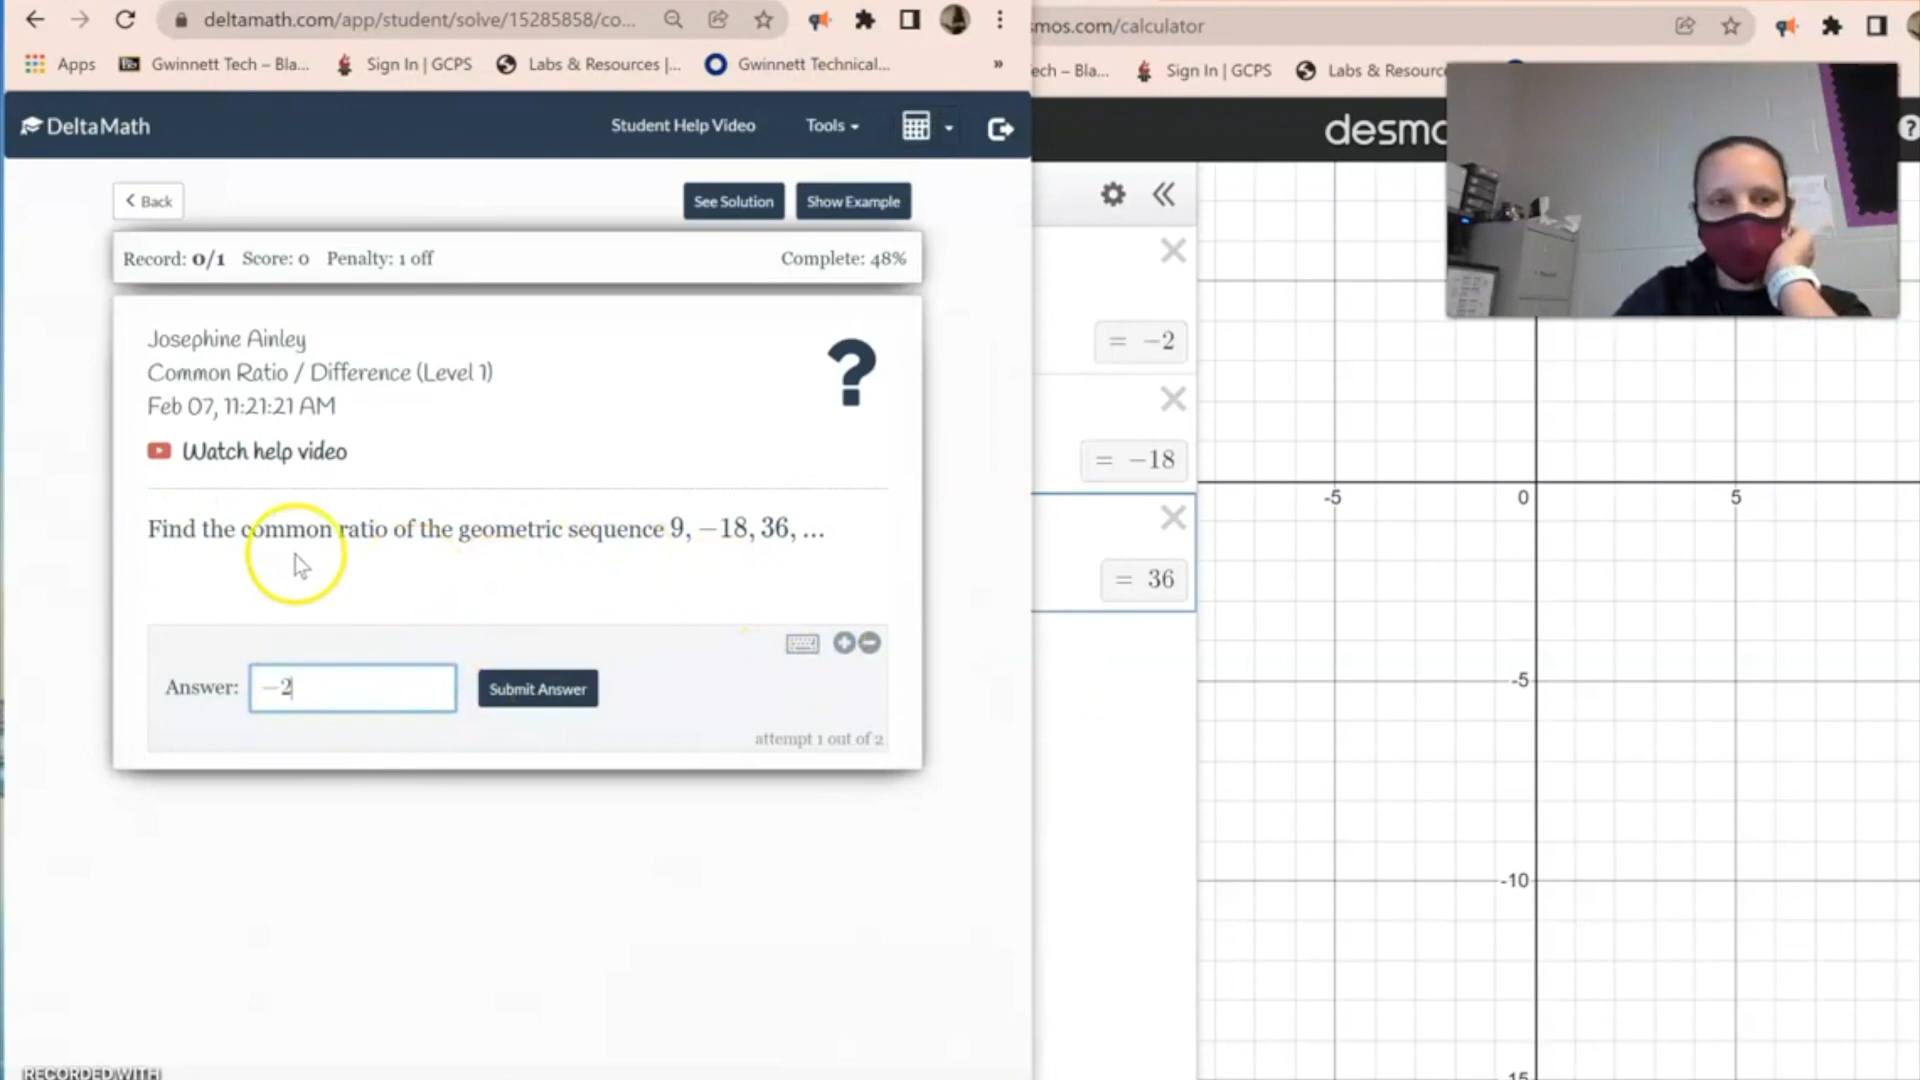 deltamath.com/app/student/solve/15285858/co...
Apps
Bb
Gwinnett Tech – Bla...
Sign In | GCPS
Labs & Resources |...
Gwinnett Technical...
»
DeltaMath
Student Help Video
Tools
Back
See Solution
Show Example
Record: 0/1 Score: 0 Penalty: 1 off
Complete: 48%
Josephine Ainley
Common Ratio / Difference (Level 1)
Feb 07, 11:21:21 AM
?
Watch help video
Find the common ratio of the geometric sequence 9, −18, 36, ...
Answer: −2
Submit Answer
attempt 1 out of 2
RECORDED WITH
smos.com/calculator
ech – Bla...
Sign In | GCPS
Labs & Resourc
desmo
?
= −2
= −18
= 36
-5
0
5
-5
-10
15